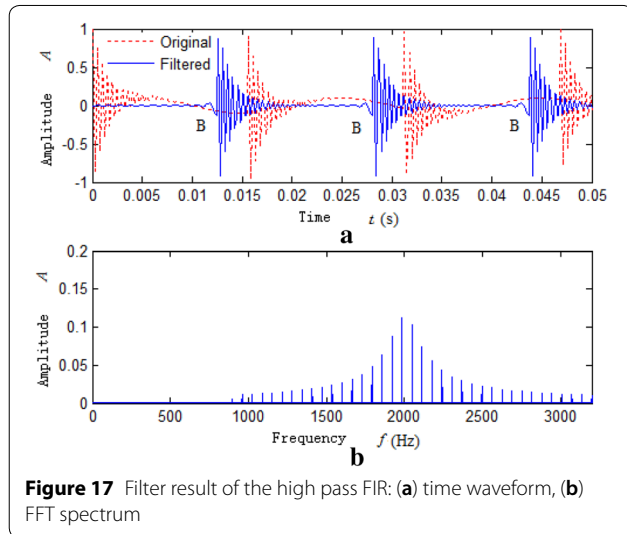 1
0.5
0
-0.5
-1
Amplitude A
Original
Filtered
B
B
B
0 0.005 0.01 0.015 0.02 0.025 0.03 0.035 0.04 0.045 0.05
Time t (s)
a
0.2
0.15
0.1
0.05
0
Amplitude A
0 500 1000 1500 2000 2500 3000
Frequency f (Hz)
b
Figure 17 Filter result of the high pass FIR: (a) time waveform, (b)
FFT spectrum